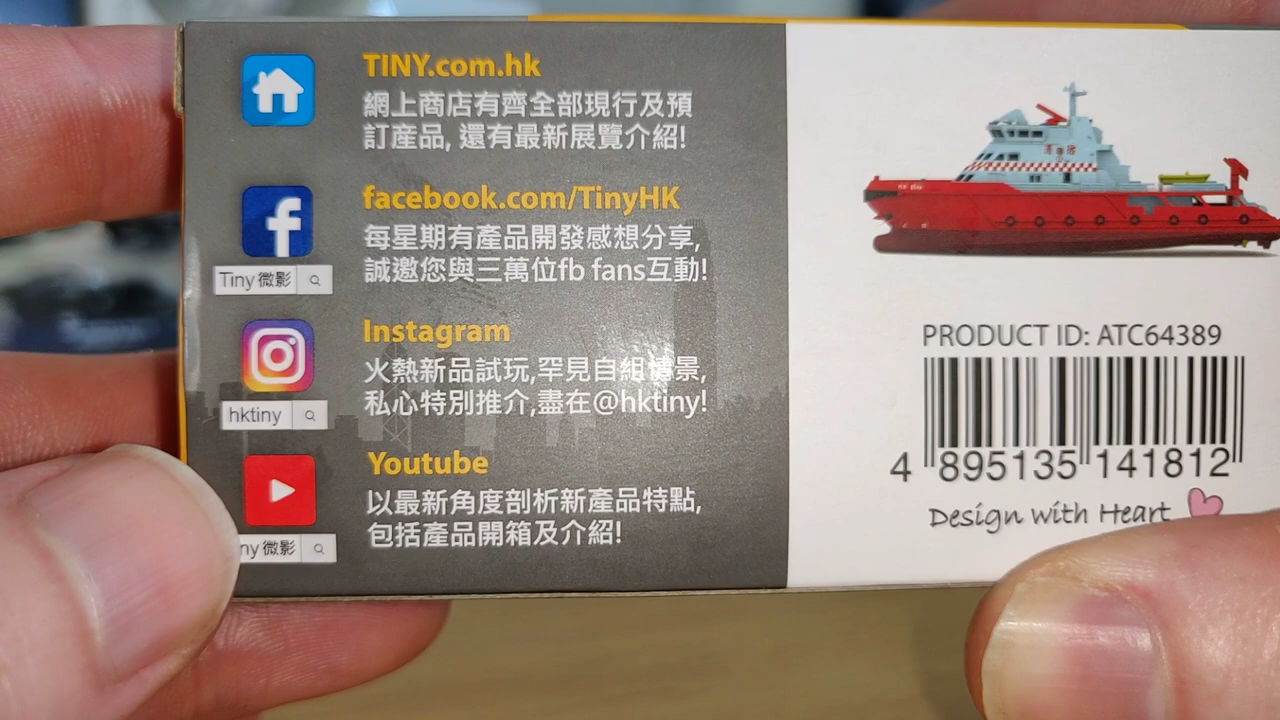 TINY.com.hk
網上商店有齊全部現行及預
訂產品, 還有最新展覽介紹!
facebook.com/TinyHK
每星期有產品開發感想分享,
誠邀您與三萬位fb fans互動!
Tiny 微影
Instagram
火熱新品試玩,罕見自組情景,
私心特別推介,盡在@hktiny!
hktiny
Youtube
以最新角度剖析新產品特點,
包括產品開箱及介紹!
ny 微影
PRODUCT ID: ATC64389
4 895135 141812
Design with Heart